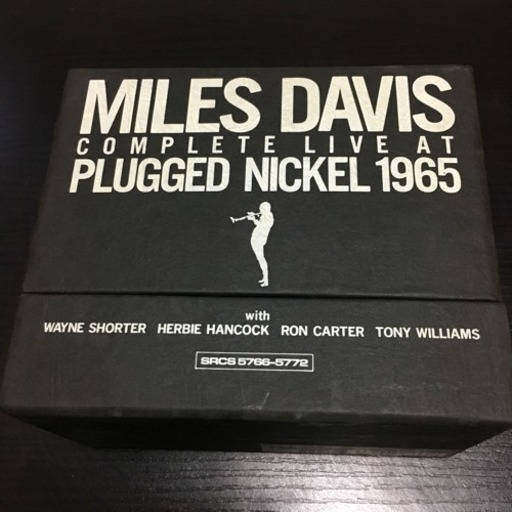 MILES DAVIS
COMPLETE LIVE AT
PLUGGED NICKEL 1965
with
WAYNE SHORTER HERBIE HANCOCK RON CARTER TONY WILLIAMS
SRCS 5766-5772